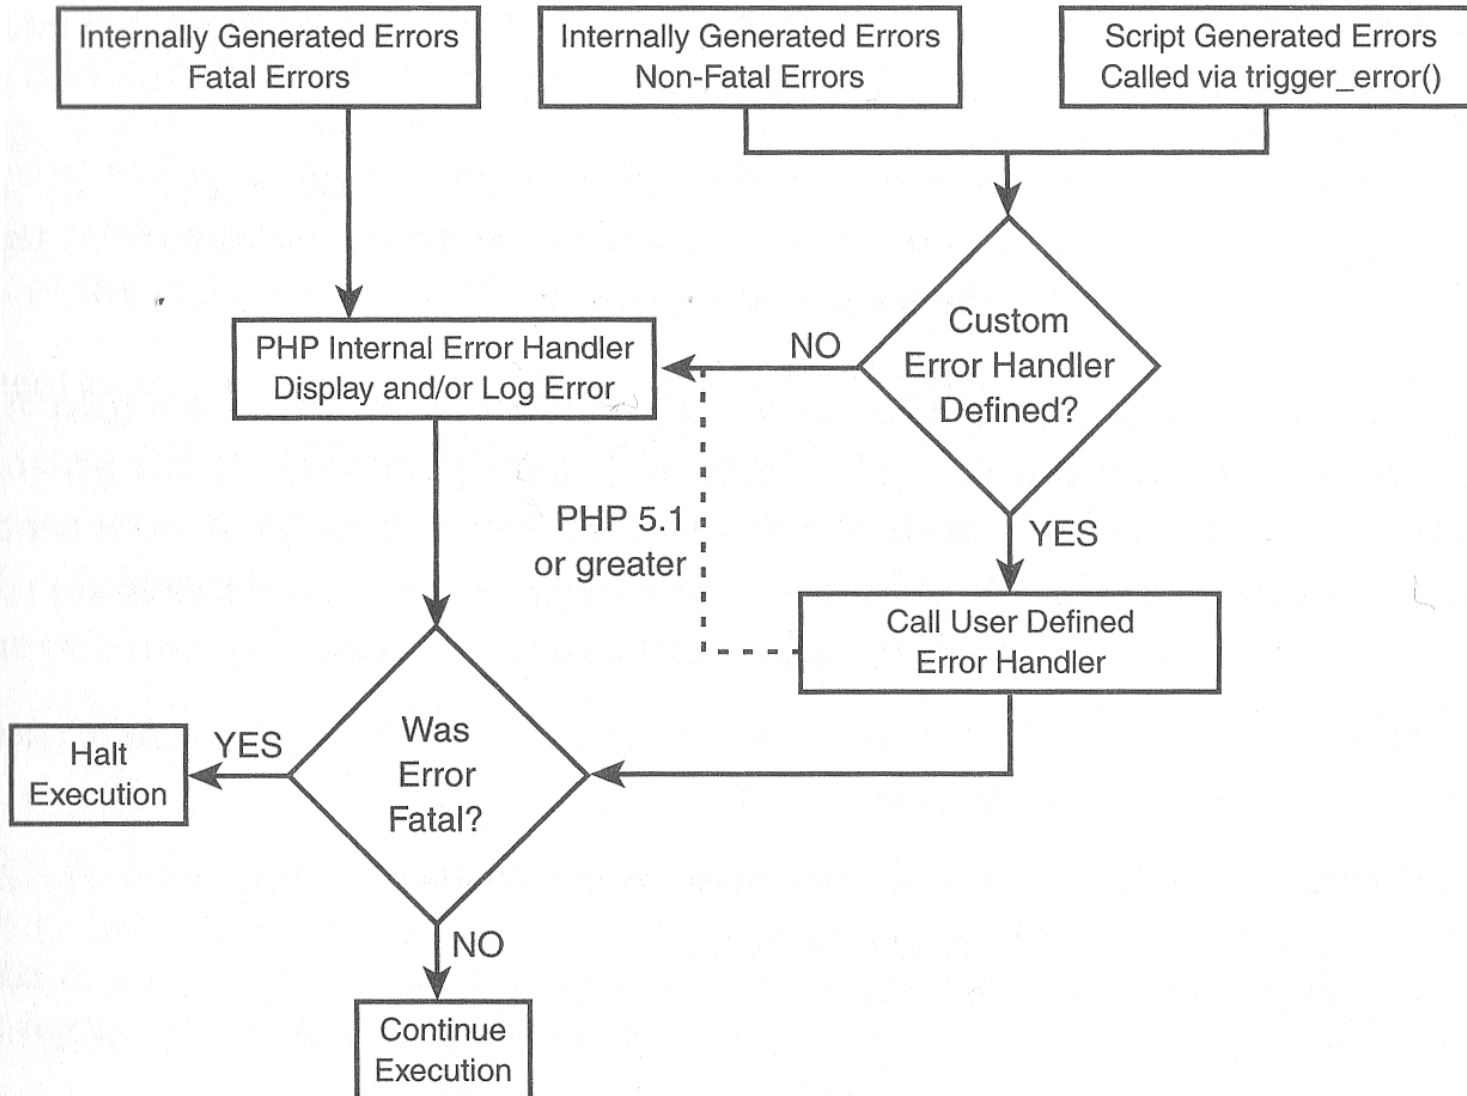 Internally Generated Errors
Fatal Errors
Internally Generated Errors
Non-Fatal Errors
Script Generated Errors
Called via trigger_error()
PHP Internal Error Handler
Display and/or Log Error
NO
Custom
Error Handler
Defined?
PHP 5.1
or greater
YES
Call User Defined
Error Handler
Halt
Execution
YES
Was
Error
Fatal?
NO
Continue
Execution